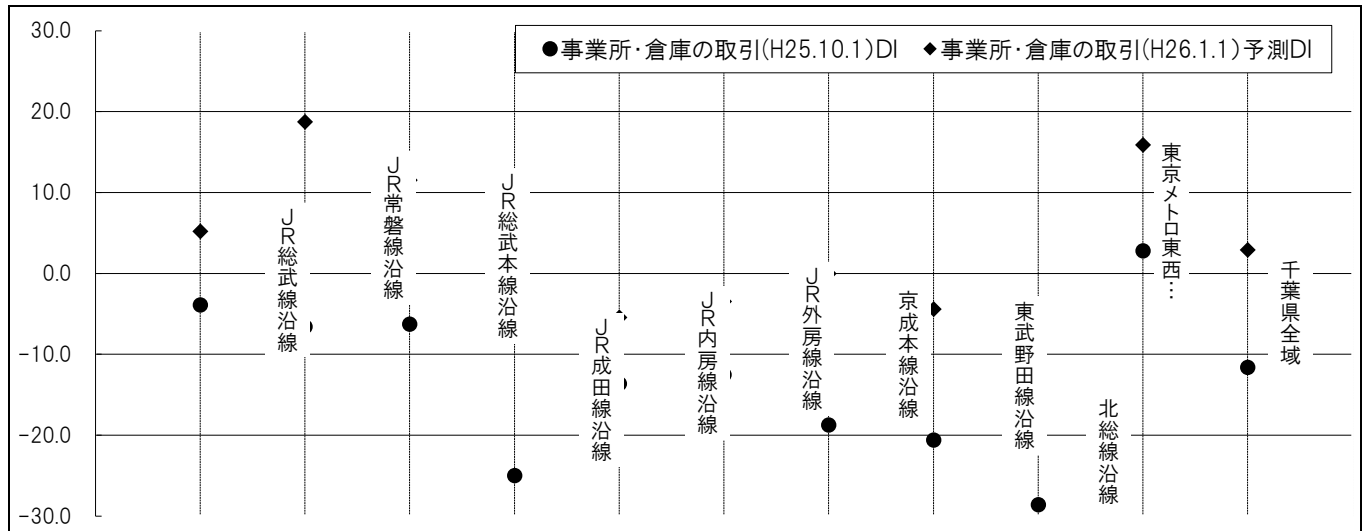 ●事業所・倉庫の取引(H25.10.1)DI ◆事業所・倉庫の取引(H26.1.1)予測DI
30.0
20.0
10.0
0.0
-10.0
-20.0
-30.0
JR総武線沿線
JR常磐線沿線
JR総武本線沿線
JR成田線沿線
JR内房線沿線
JR外房線沿線
京成本線沿線
東武野田線沿線
北総線沿線
東京メトロ東西…
千葉県全域